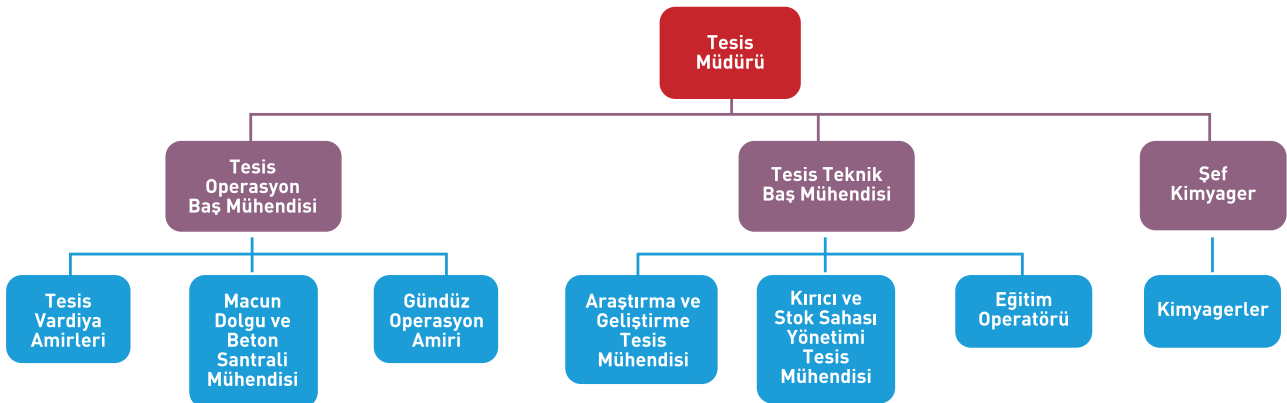 Tesis
Müdürü
Tesis
Operasyon
Baş Mühendisi
Tesis Teknik
Baş Mühendisi
Şef
Kimyager
Tesis
Vardiya
Amirleri
Macun
Dolgu ve
Beton
Santrali
Mühendisi
Gündüz
Operasyon
Amiri
Araştırma ve
Geliştirme
Tesis
Mühendisi
Kırıcı ve
Stok Sahası
Yönetimi
Tesis
Mühendisi
Eğitim
Operatörü
Kimyagerler